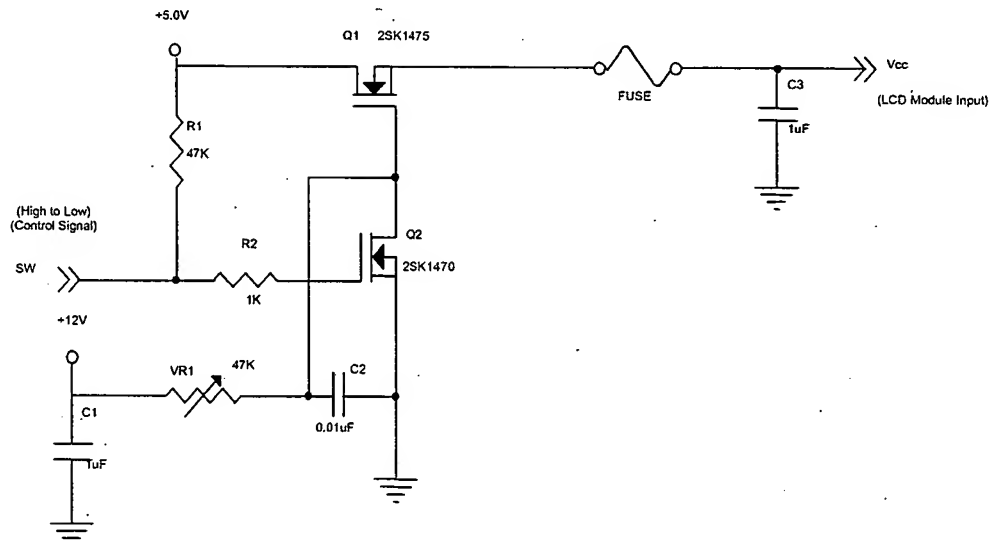 +5.0V
Q1 2SK1475
Vcc
C3
FUSE
(LCD Module Input)
R1
47K
1uF
(High to Low)
(Control Signal)
R2
Q2
SW
2SK1470
1K
+12V
VR1
47K
C2
C1
0.01uF
1uF